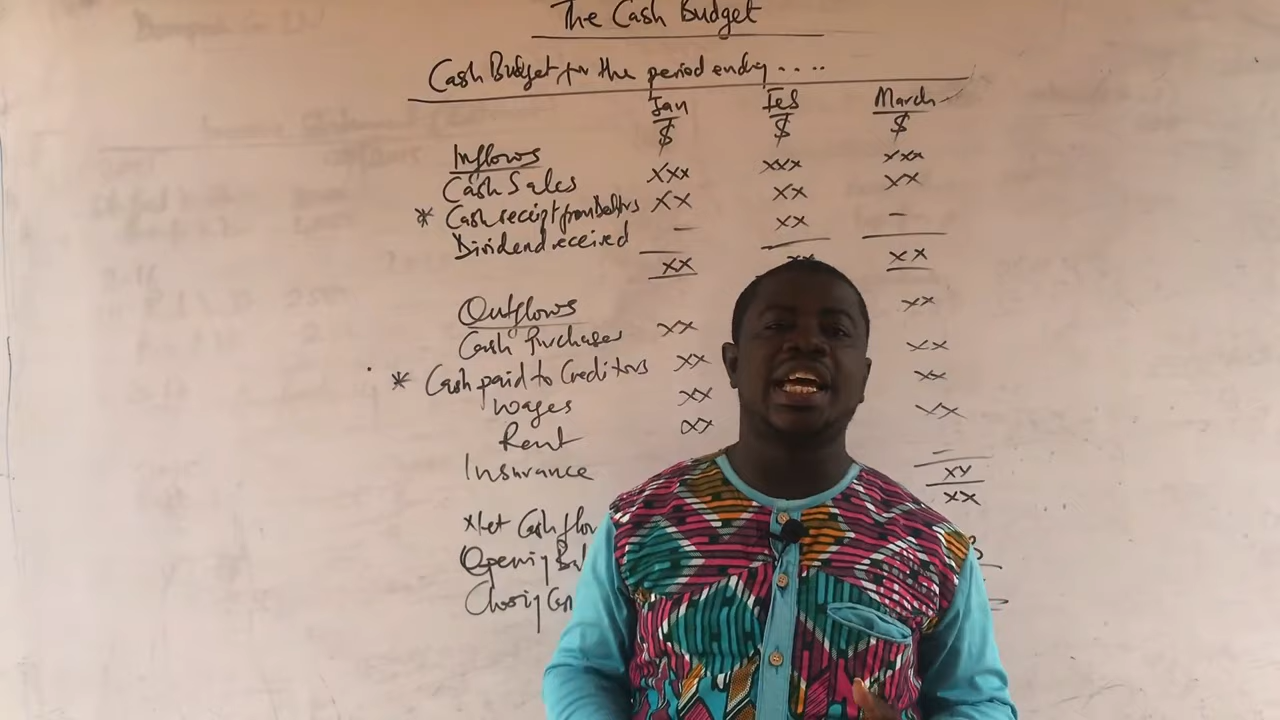 The Cash Budget
Cash Budget for the period ending ....
Jan Feb March
$ $ $
Inflows
Cash Sales xxx xxx xxx
* Cash receipt from Debtors xx xx xx
Dividend received — xx —
xx xx xx
Outflows
Cash Purchases xx xx
* Cash paid to Creditors xx xx
Wages xx xx
Rent xx xx
Insurance —
xx
Net Cash flow xx
Opening Bal
Closing